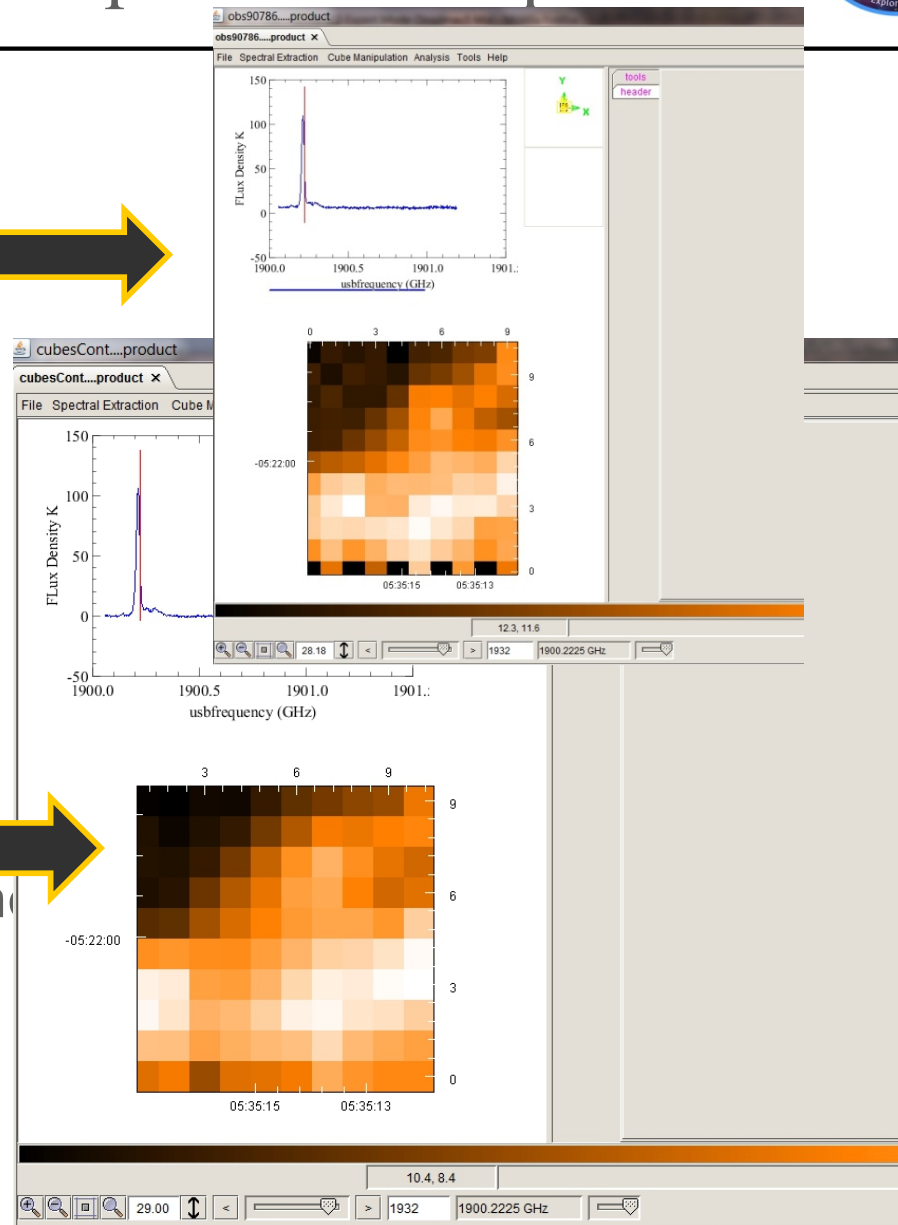 obs90786.....product
obs90786.....product ×
File Spectral Extraction Cube Manipulation Analysis Tools Help
tools
header
Y
X
150
100
50
0
-50
FLux Density K
1900.0 1900.5 1901.0 1901.:
usbfrequency (GHz)
0 3 6 9
9
6
3
0
-05:22:00
05:35:15 05:35:13
12.3, 11.6
28.18 < > 1932 1900.2225 GHz
cubesCont....product
cubesCont....product ×
File Spectral Extraction Cube M
150
100
50
0
-50
FLux Density K
1900.0 1900.5 1901.0 1901.:
usbfrequency (GHz)
3 6 9
9
6
3
0
-05:22:00
05:35:15 05:35:13
10.4, 8.4
29.00 < > 1932 1900.2225 GHz